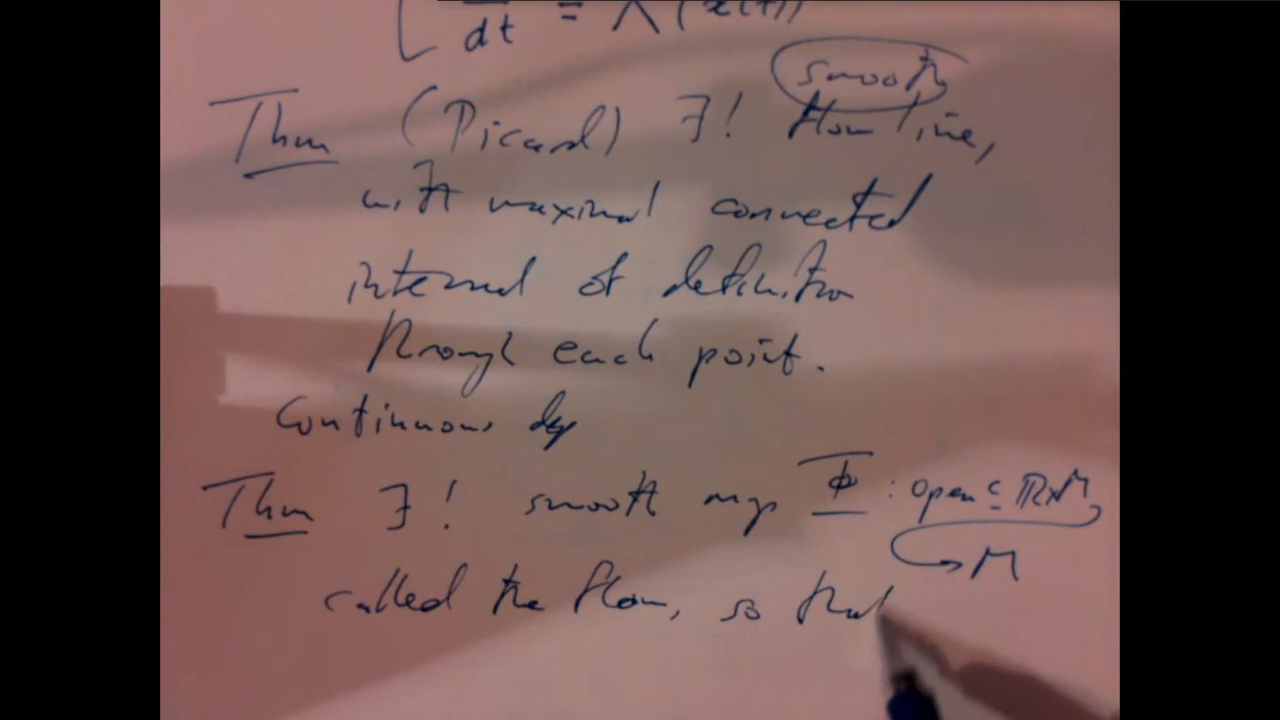 dx/dt = X(x(t))
smooth
Thm (Picard) ∃! flow line,
with maximal connected
interval of definition
through each point.
Continuous dep
Thm ∃! smooth map Φ : open ⊆ ℝ×M
→ M
called the flow, so that